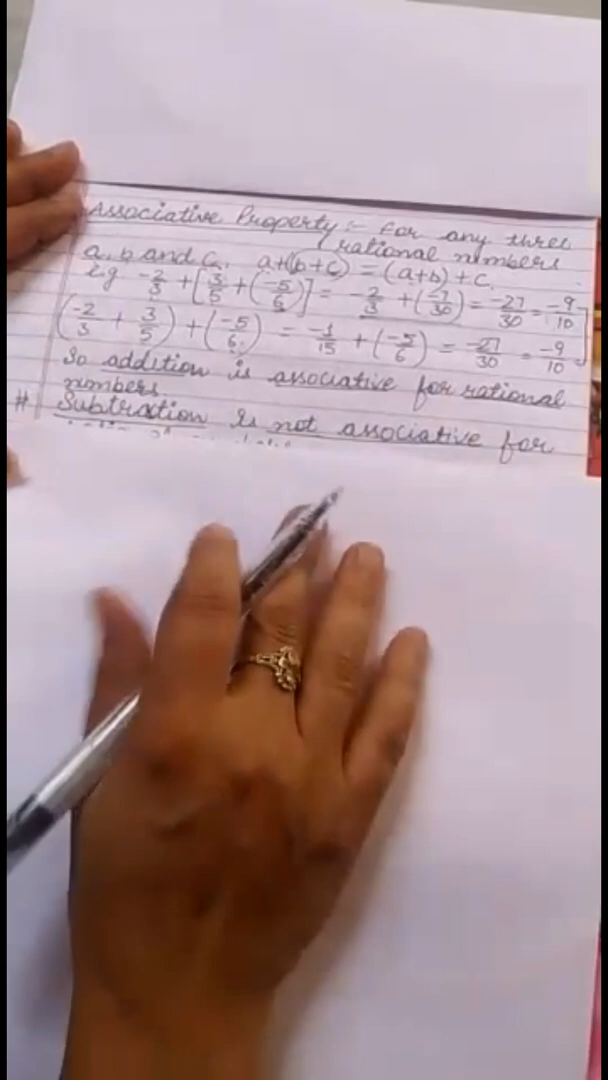 Associative Property :- For any three
rational numbers
a, b and c. a+(b+c) = (a+b)+c.
eg -2/3 + [3/5 + (-5/6)] = -2/3 + (-7/30) = -27/30 = -9/10
(-2/3 + 3/5) + (-5/6) = -1/15 + (-5/6) = -27/30 = -9/10
So addition is associative for rational
numbers
# Subtraction is not associative for